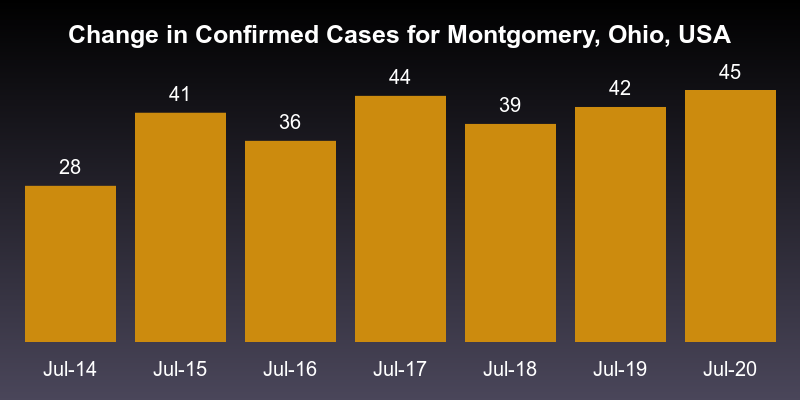 Change in Confirmed Cases for Montgomery, Ohio, USA
28
41
36
44
39
42
45
Jul-14
Jul-15
Jul-16
Jul-17
Jul-18
Jul-19
Jul-20